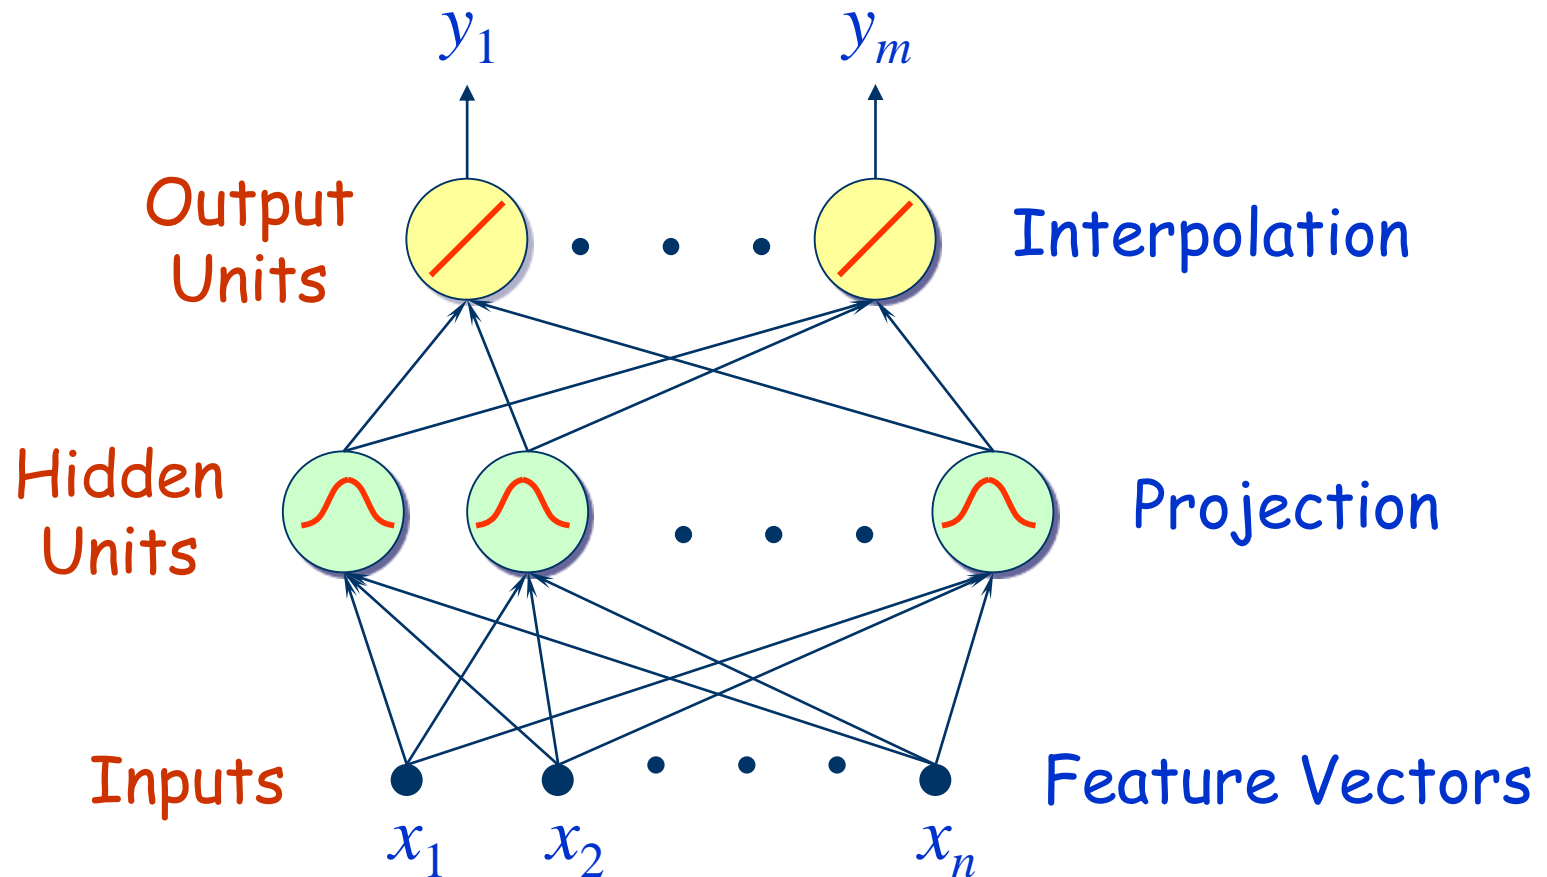 y₁ yₘ
Output
Units
Interpolation
Hidden
Units
Projection
Inputs
Feature Vectors
x₁ x₂ xₙ